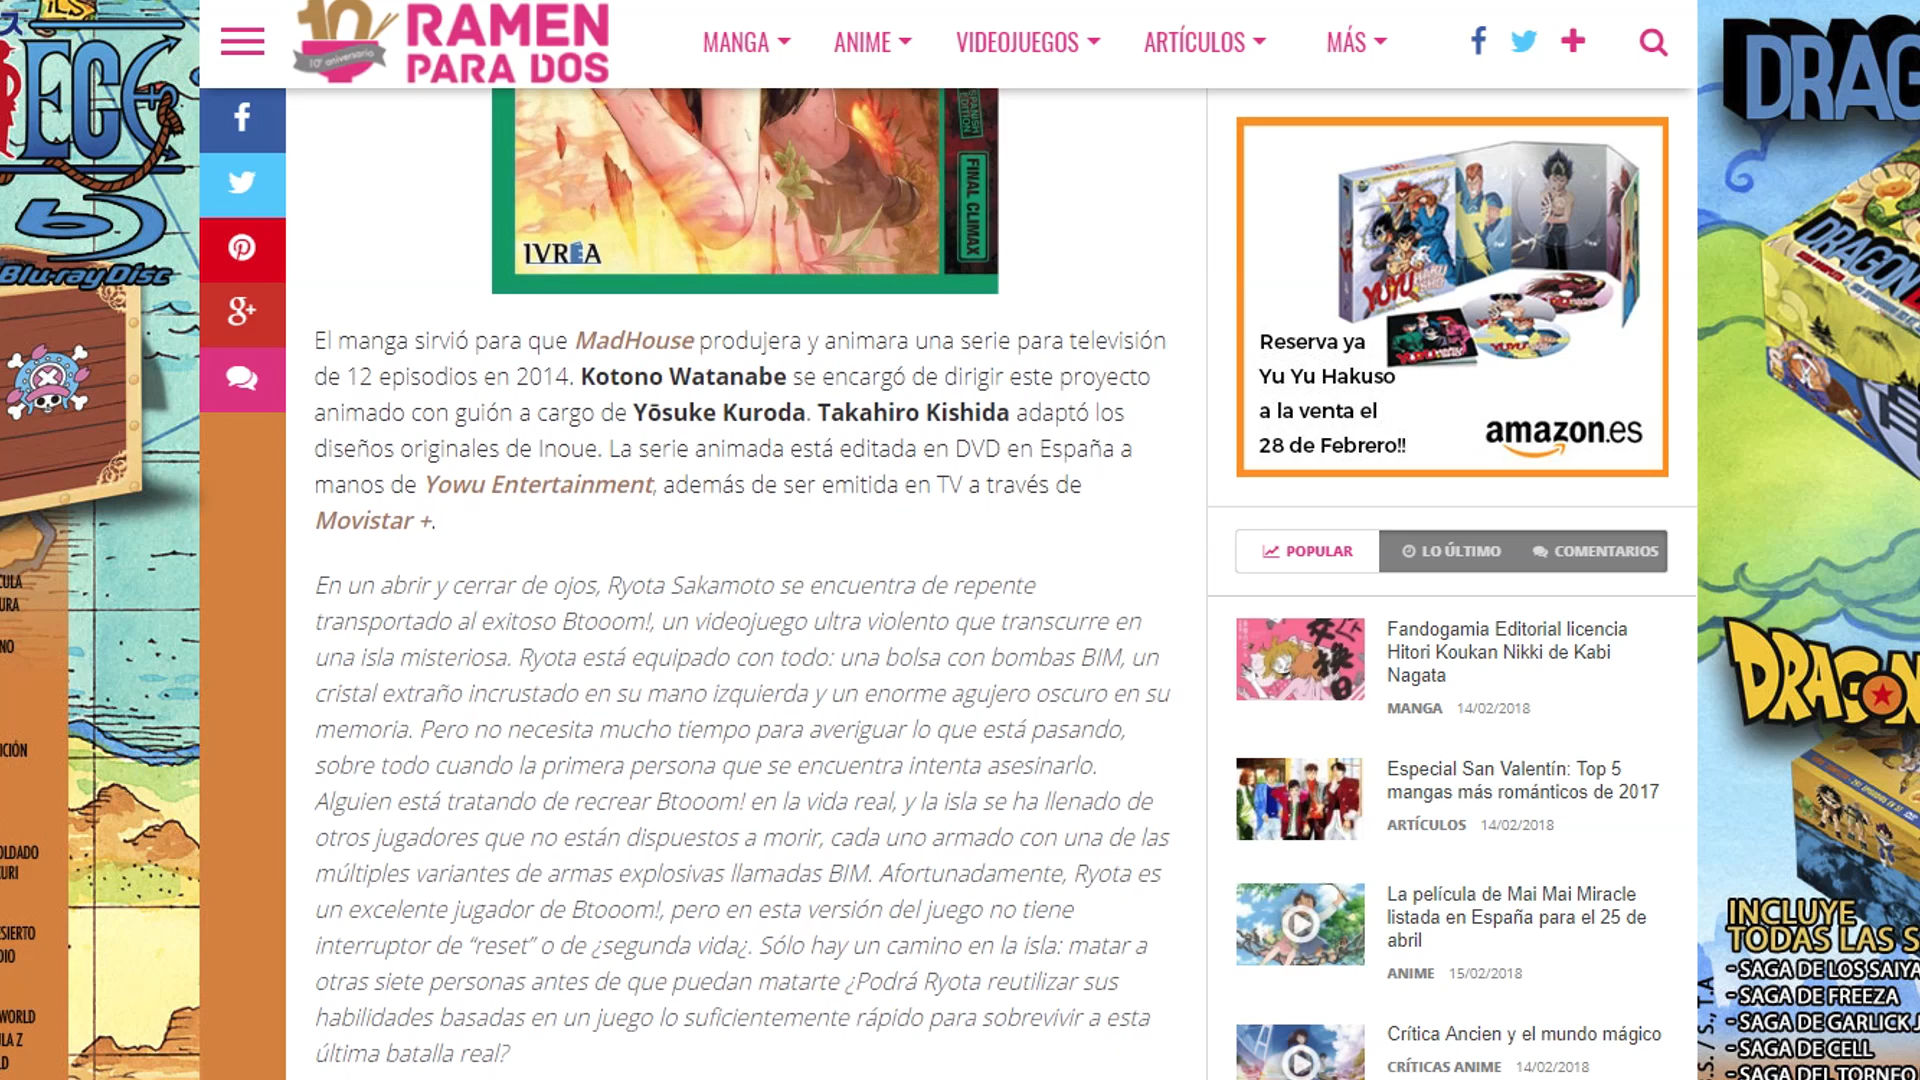 10
10º aniversario
RAMEN
PARA DOS
MANGA
ANIME
VIDEOJUEGOS
ARTÍCULOS
MÁS
SPANISH EDITION
FINAL CLIMAX
IVREA
El manga sirvió para que MadHouse produjera y animara una serie para televisión
de 12 episodios en 2014. Kotono Watanabe se encargó de dirigir este proyecto
animado con guión a cargo de Yōsuke Kuroda. Takahiro Kishida adaptó los
diseños originales de Inoue. La serie animada está editada en DVD en España a
manos de Yowu Entertainment, además de ser emitida en TV a través de
Movistar +.
En un abrir y cerrar de ojos, Ryota Sakamoto se encuentra de repente
transportado al exitoso Btooom!, un videojuego ultra violento que transcurre en
una isla misteriosa. Ryota está equipado con todo: una bolsa con bombas BIM, un
cristal extraño incrustado en su mano izquierda y un enorme agujero oscuro en su
memoria. Pero no necesita mucho tiempo para averiguar lo que está pasando,
sobre todo cuando la primera persona que se encuentra intenta asesinarlo.
Alguien está tratando de recrear Btooom! en la vida real, y la isla se ha llenado de
otros jugadores que no están dispuestos a morir, cada uno armado con una de las
múltiples variantes de armas explosivas llamadas BIM. Afortunadamente, Ryota es
un excelente jugador de Btooom!, pero en esta versión del juego no tiene
interruptor de “reset” o de ¿segunda vida¿. Sólo hay un camino en la isla: matar a
otras siete personas antes de que puedan matarte ¿Podrá Ryota reutilizar sus
habilidades basadas en un juego lo suficientemente rápido para sobrevivir a esta
última batalla real?
Reserva ya
Yu Yu Hakuso
a la venta el
28 de Febrero!!
amazon.es
POPULAR
LO ÚLTIMO
COMENTARIOS
Fandogamia Editorial licencia
Hitori Koukan Nikki de Kabi
Nagata
MANGA 14/02/2018
Especial San Valentín: Top 5
mangas más románticos de 2017
ARTÍCULOS 14/02/2018
La película de Mai Mai Miracle
listada en España para el 25 de
abril
ANIME 15/02/2018
Crítica Ancien y el mundo mágico
CRÍTICAS ANIME 14/02/2018
Blu-ray Disc
DRAG
DRAGON
INCLUYE
TODAS LAS S
- SAGA DE LOS SAIYA
- SAGA DE FREEZA
- SAGA DE GARLICK J
- SAGA DE CELL
- SAGA DEL TORNEO